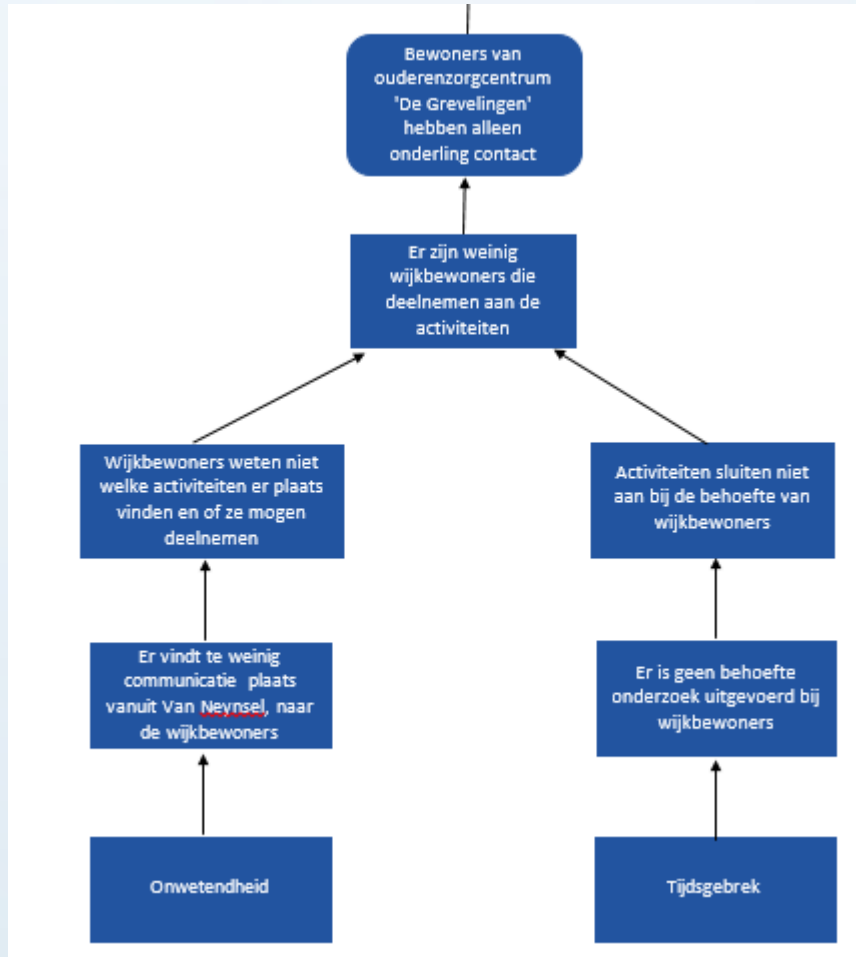 Bewoners van
ouderenzorgcentrum
'De Grevelingen'
hebben alleen
onderling contact
Er zijn weinig
wijkbewoners die
deelnemen aan de
activiteiten
Wijkbewoners weten niet
welke activiteiten er plaats
vinden en of ze mogen
deelnemen
Activiteiten sluiten niet
aan bij de behoefte van
wijkbewoners
Er vindt te weinig
communicatie plaats
vanuit Van Neynsel, naar
de wijkbewoners
Er is geen behoefte
onderzoek uitgevoerd bij
wijkbewoners
Onwetendheid
Tijdsgebrek